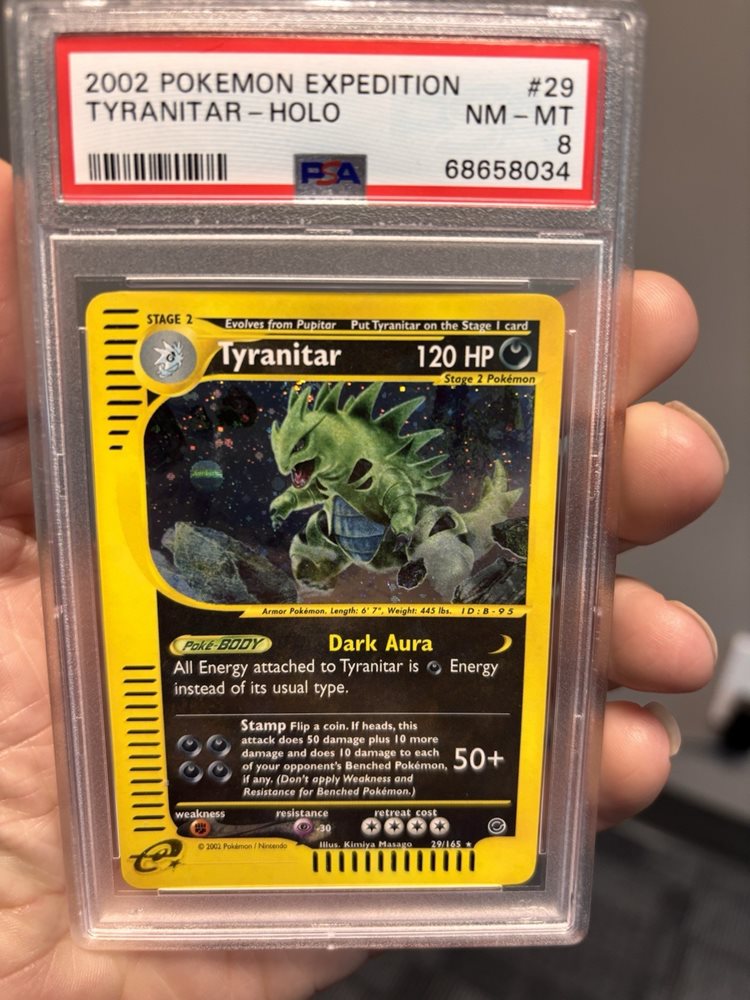 2002 POKEMON EXPEDITION #29
TYRANITAR - HOLO NM - MT
8
PSA 68658034
STAGE 2 Evolves from Pupitar Put Tyranitar on the Stage 1 card
Tyranitar 120 HP
Stage 2 Pokémon
Armor Pokémon. Length: 6' 7", Weight: 445 lbs. ID: B-95
Poké-BODY Dark Aura
All Energy attached to Tyranitar is Energy
instead of its usual type.
Stamp Flip a coin. If heads, this
attack does 50 damage plus 10 more
damage and does 10 damage to each
of your opponent's Benched Pokémon, 50+
if any. (Don't apply Weakness and
Resistance for Benched Pokémon.)
weakness resistance retreat cost
-30
Illus. Kimiya Masago 29/165
© 2002 Pokémon / Nintendo
e